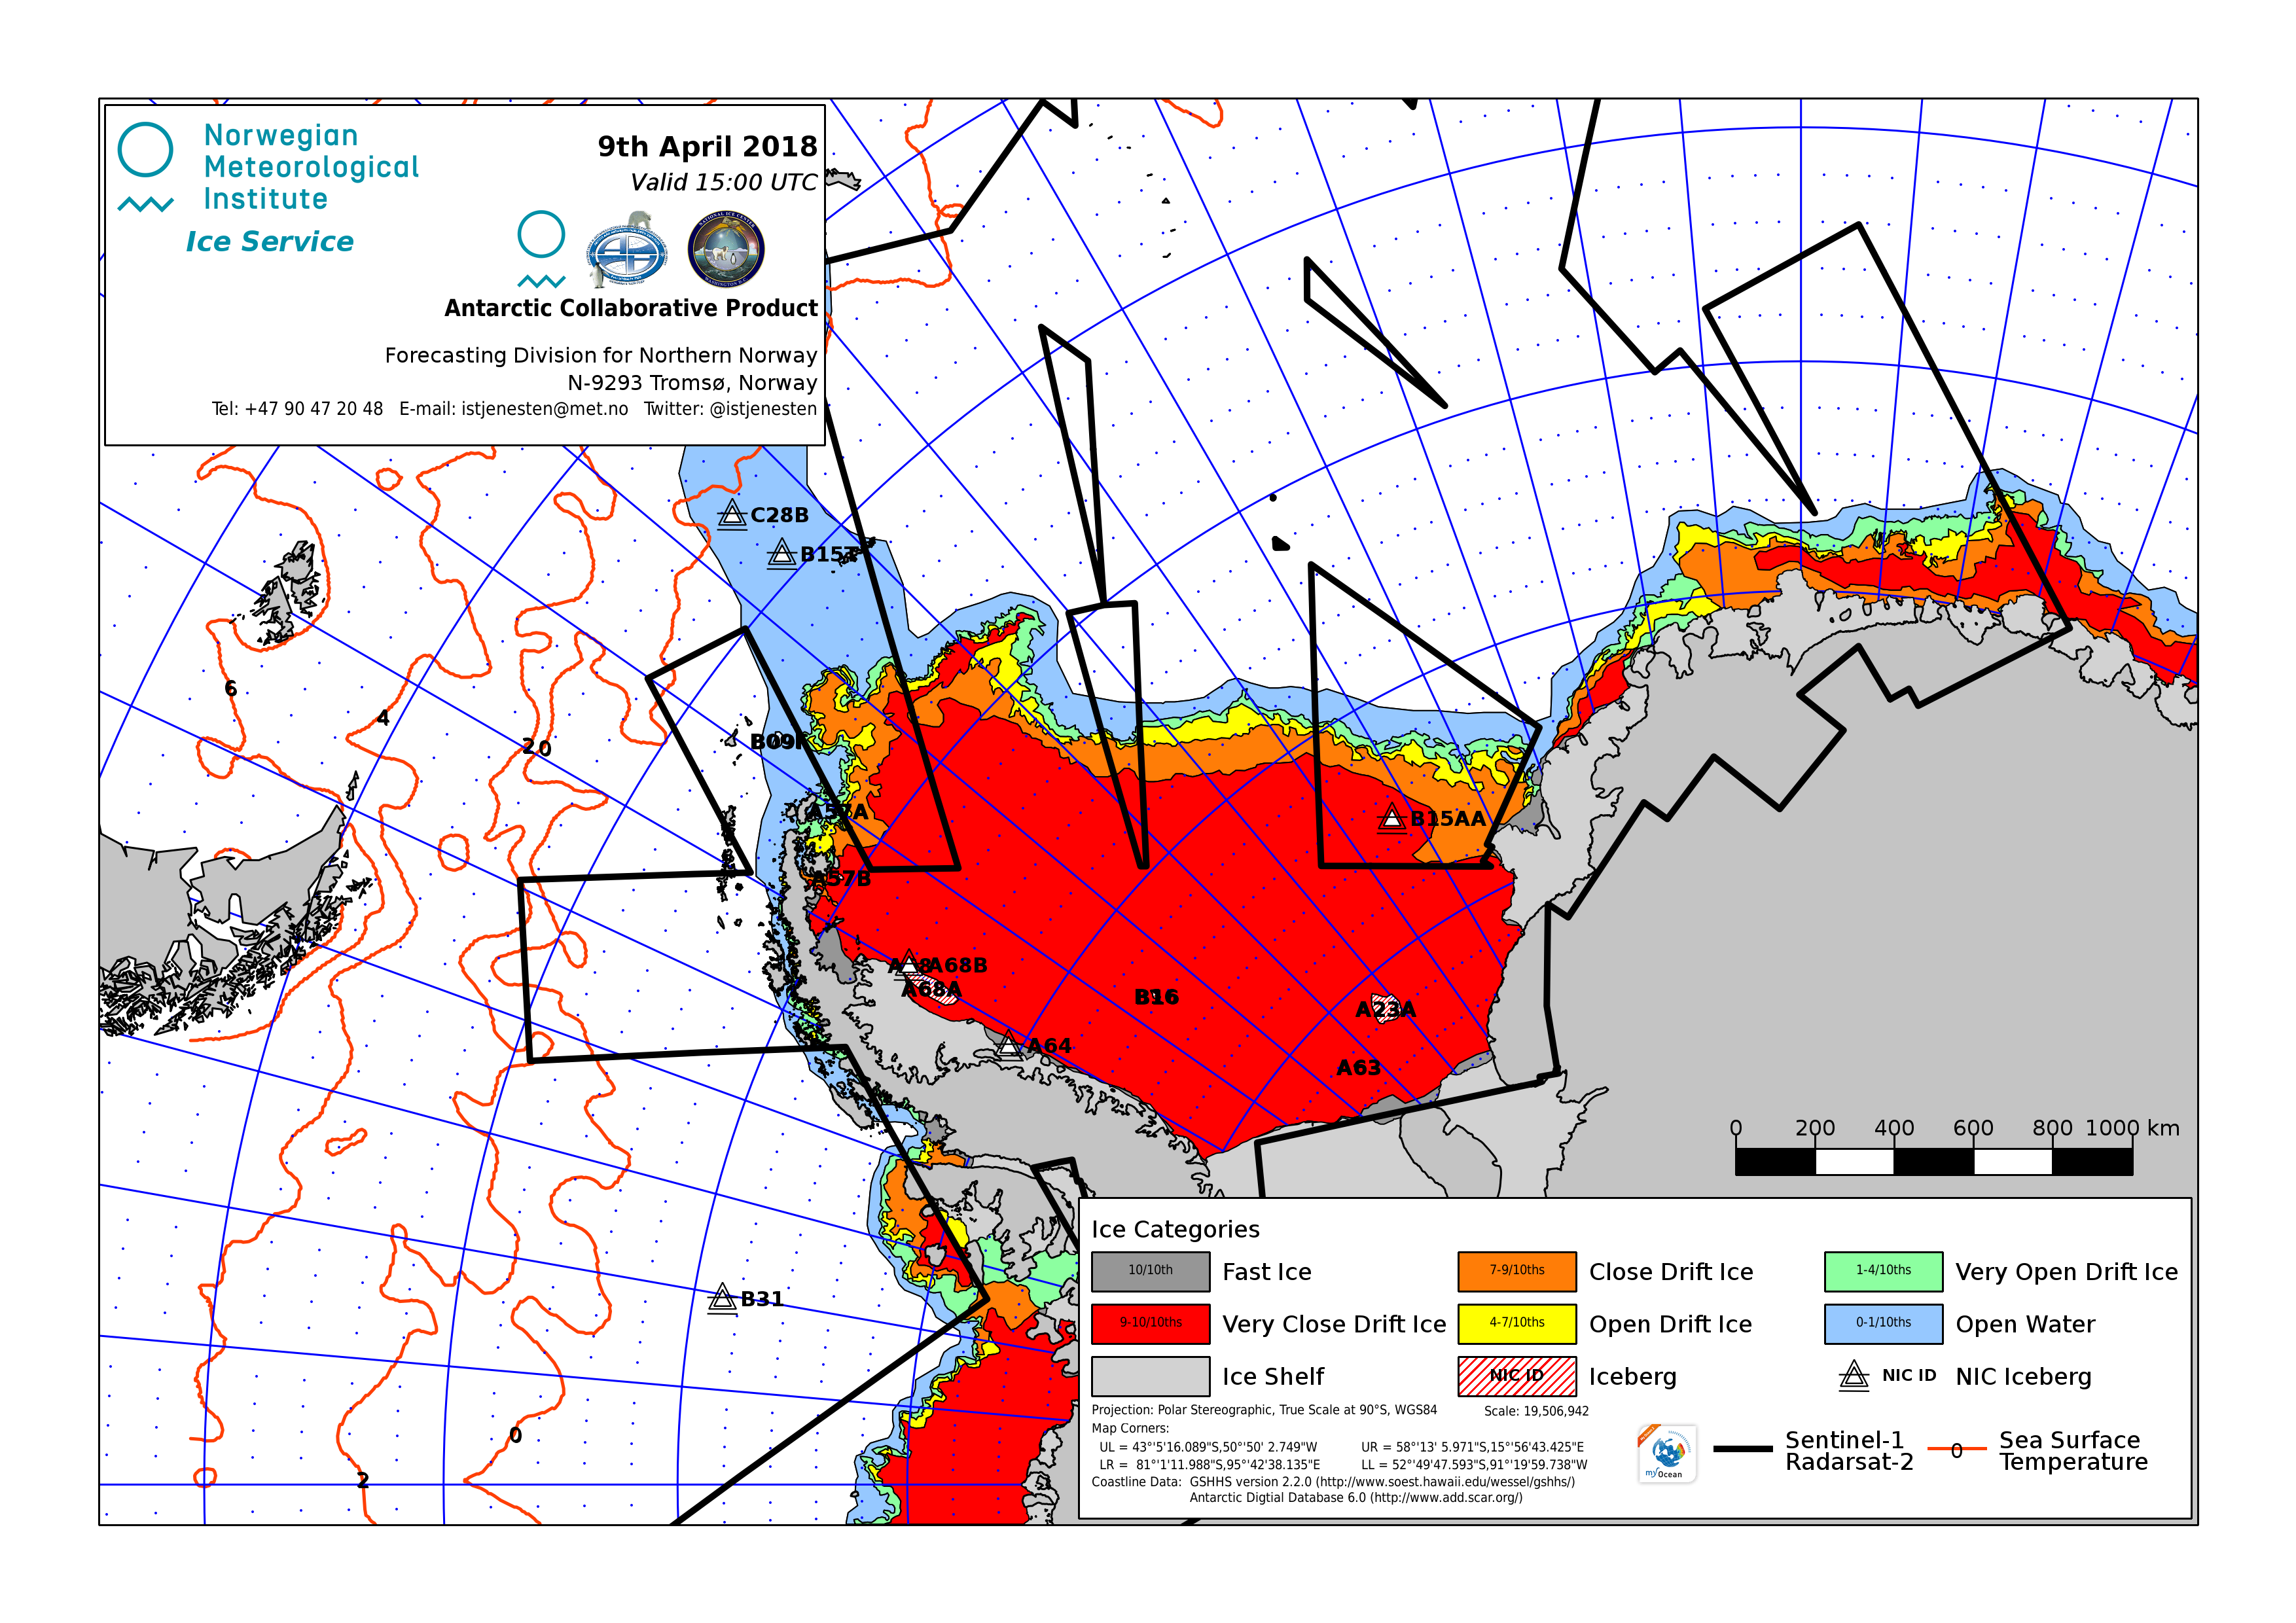 Norwegian
Meteorological
Institute
Ice Service
9th April 2018
Valid 15:00 UTC
Antarctic Collaborative Product
Forecasting Division for Northern Norway
N-9293 Tromsø, Norway
Tel: +47 90 47 20 48 E-mail: istjenesten@met.no Twitter: @istjenesten
C28B
B15T
6
4
2 0
A57A
B15AA
A57B
A68B
A68A
B16
A23A
A64
A63
B31
0
2
0 200 400 600 800 1000 km
Ice Categories
10/10th Fast Ice
7-9/10ths Close Drift Ice
1-4/10ths Very Open Drift Ice
9-10/10ths Very Close Drift Ice
4-7/10ths Open Drift Ice
0-1/10ths Open Water
Ice Shelf
NIC ID Iceberg
NIC ID NIC Iceberg
Projection: Polar Stereographic, True Scale at 90°S, WGS84 Scale: 19,506,942
Map Corners:
UL = 43°'5'16.089"S,50°'50' 2.749"W UR = 58°'13' 5.971"S,15°'56'43.425"E
LR = 81°'1'11.988"S,95°'42'38.135"E LL = 52°'49'47.593"S,91°'19'59.738"W
Coastline Data: GSHHS version 2.2.0 (http://www.soest.hawaii.edu/wessel/gshhs/)
Antarctic Digtial Database 6.0 (http://www.add.scar.org/)
myOcean
Sentinel-1
Radarsat-2
0
Sea Surface
Temperature